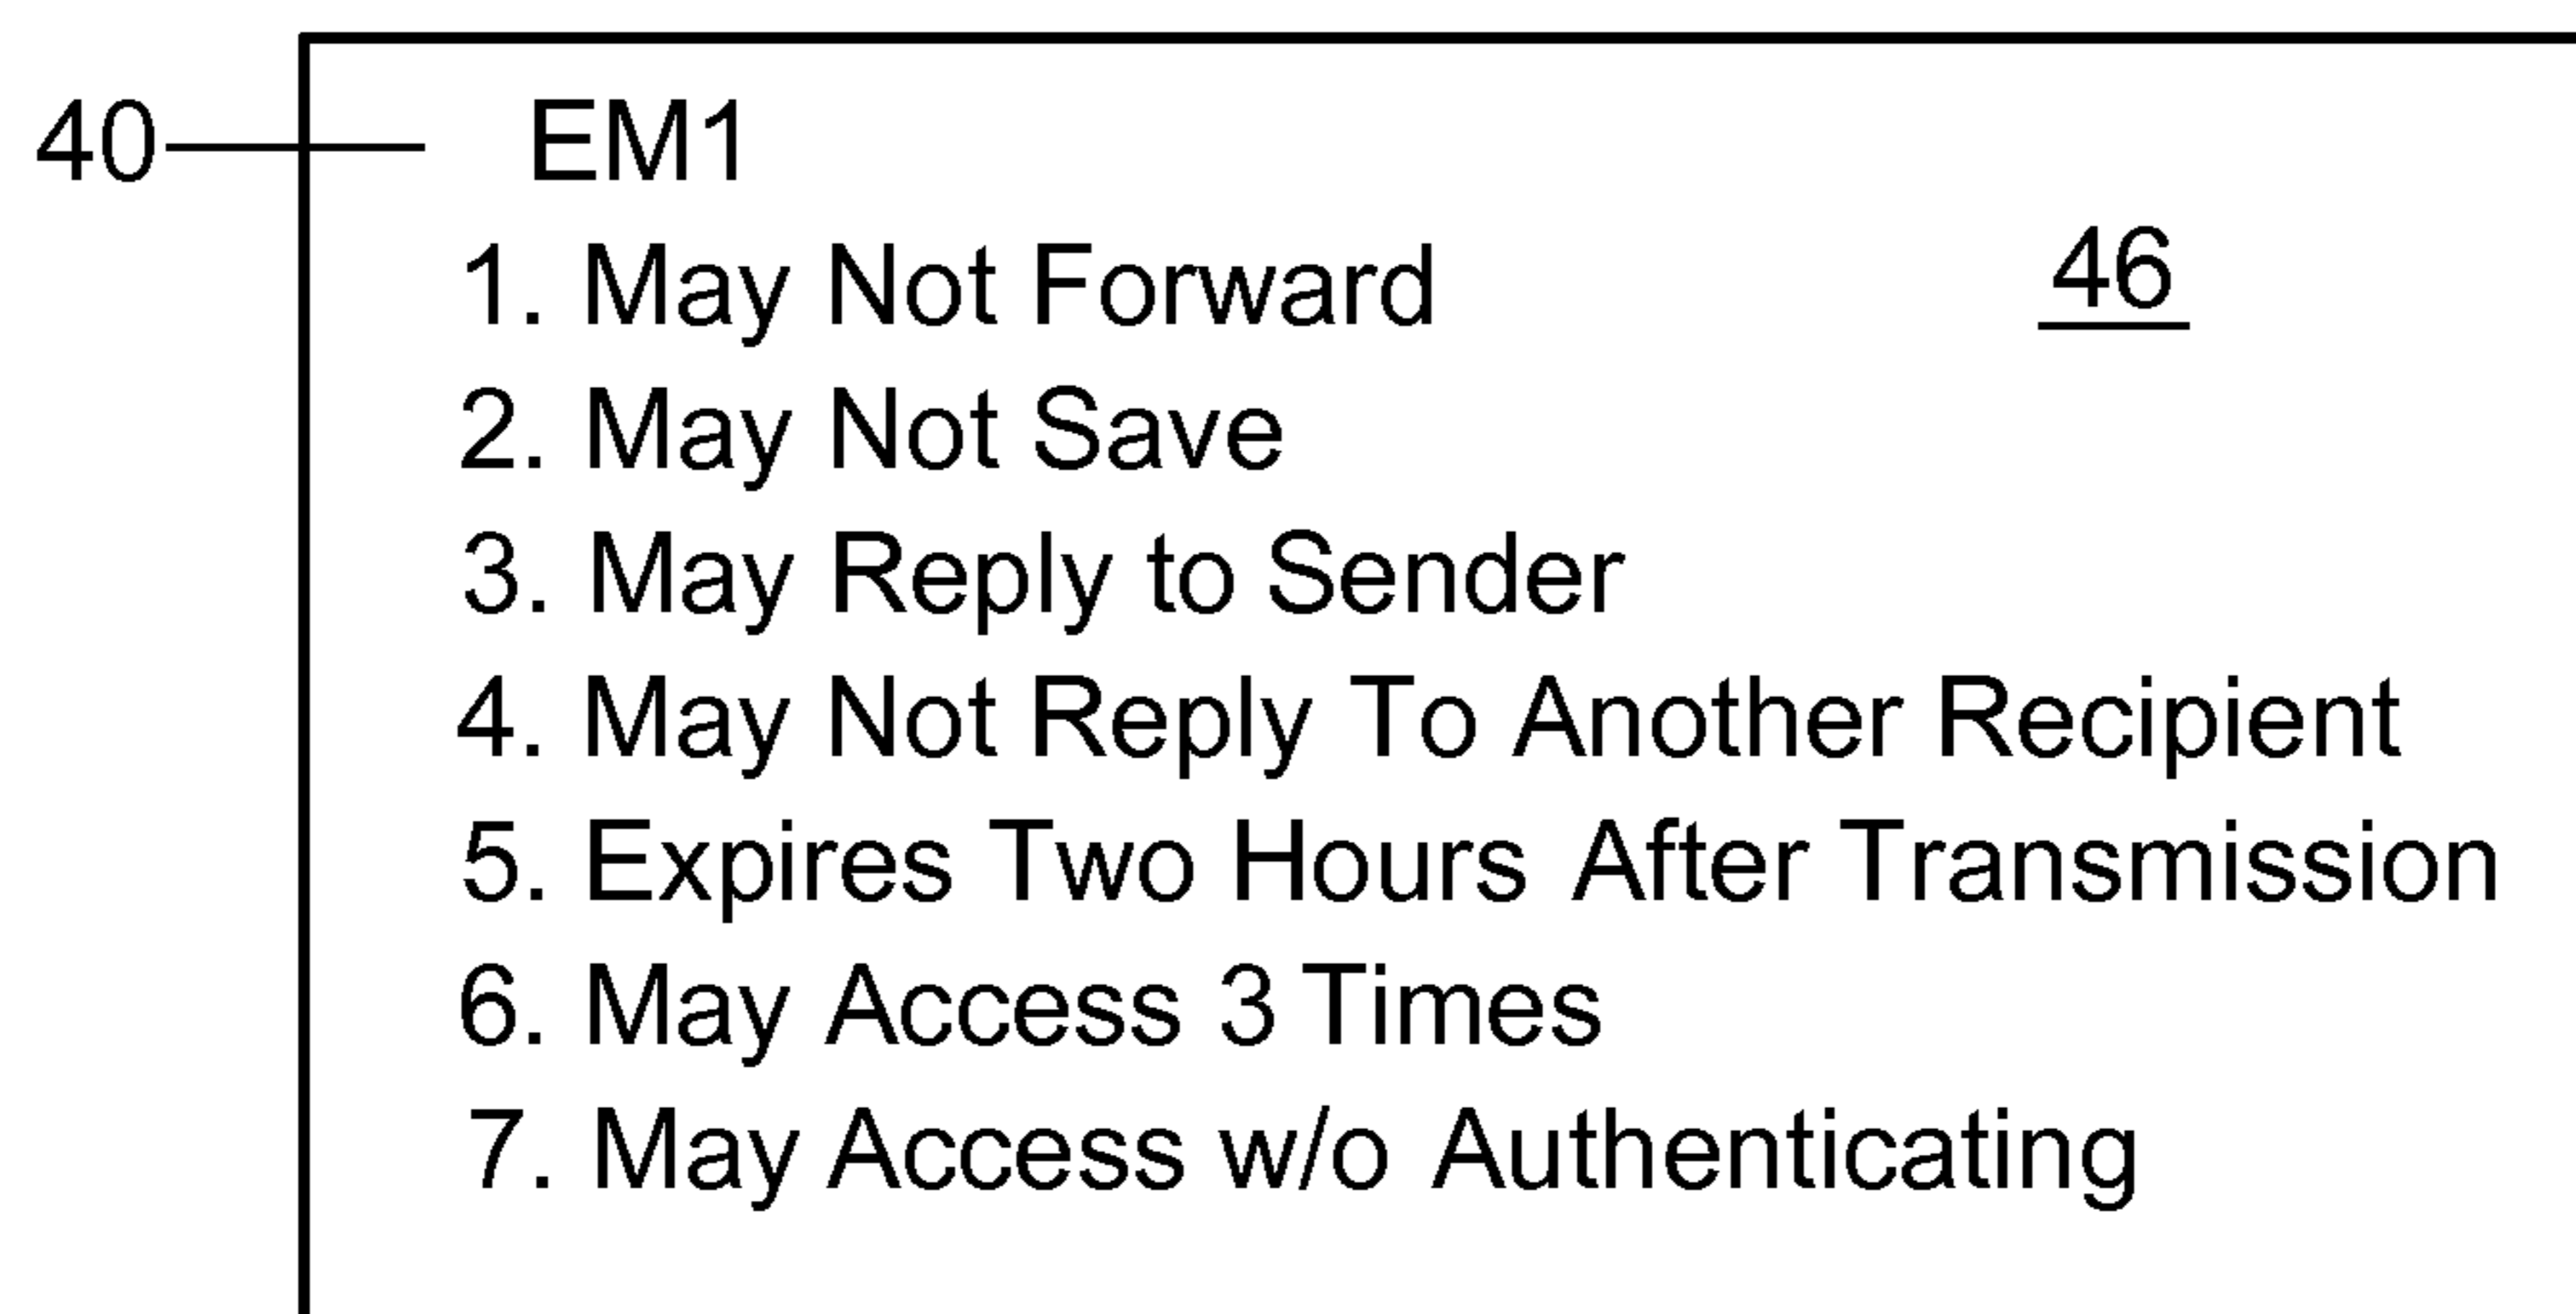 40 EM1
1. May Not Forward 46
2. May Not Save
3. May Reply to Sender
4. May Not Reply To Another Recipient
5. Expires Two Hours After Transmission
6. May Access 3 Times
7. May Access w/o Authenticating